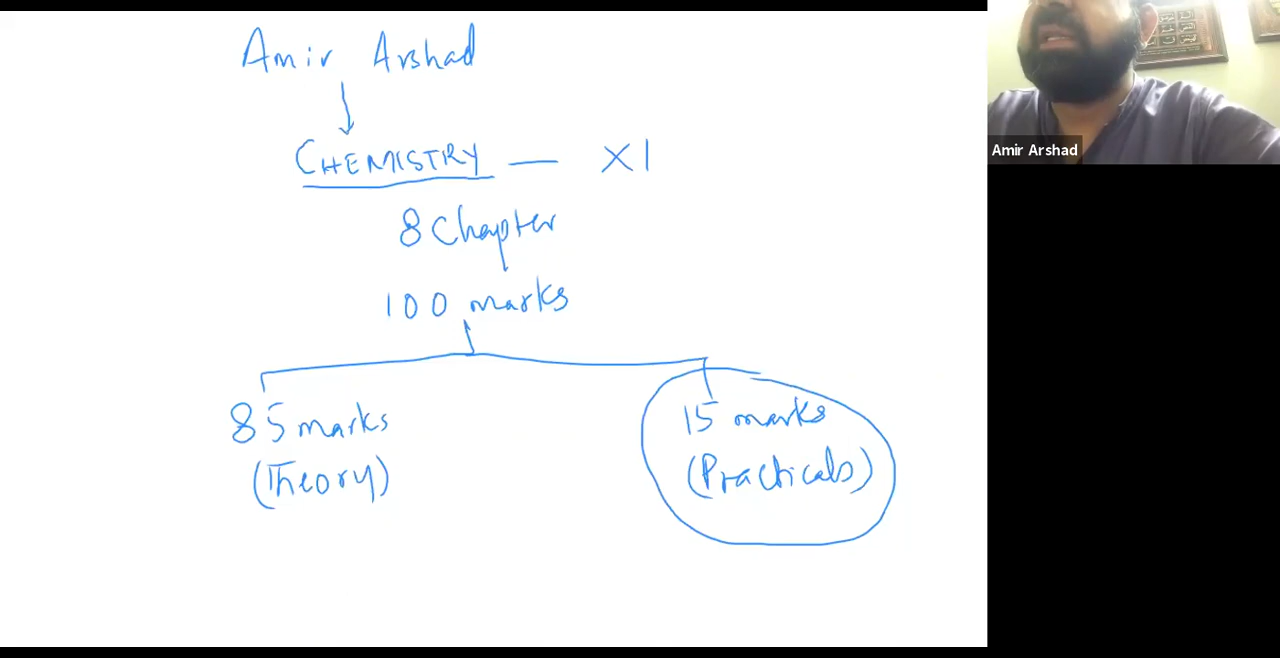 Amir Arshad
CHEMISTRY — XI
8 Chapter
100 marks
85 marks
(Theory)
15 marks
(Practicals)
Amir Arshad